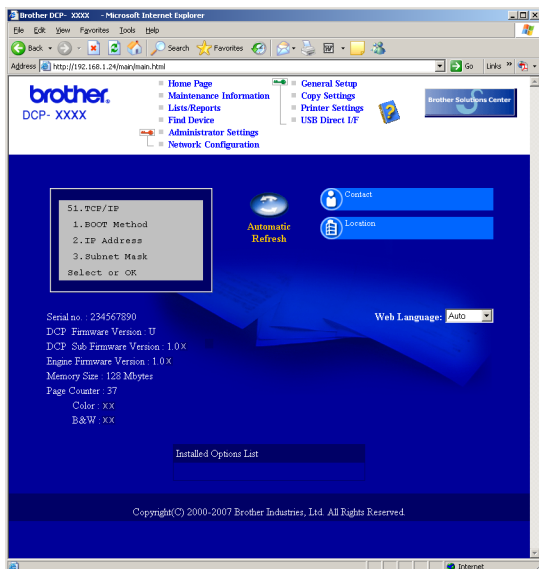 Brother DCP- XXXX - Microsoft Internet Explorer
File Edit View Favorites Tools Help
Back Search Favorites
Address http://192.168.1.24/main/main.html Go Links »
brother.
DCP- XXXX
Home Page
Maintenance Information
Lists/Reports
Find Device
Administrator Settings
Network Configuration
General Setup
Copy Settings
Printer Settings
USB Direct I/F
Brother Solutions Center
51.TCP/IP
1.BOOT Method
2.IP Address
3.Subnet Mask
Select or OK
Automatic
Refresh
Contact
Location
Serial no. : 234567890
DCP Firmware Version : U
DCP Sub Firmware Version : 1.0X
Engine Firmware Version : 1.0X
Memory Size : 128 Mbytes
Page Counter : 37
Color : XX
B&W : XX
Web Language: Auto
Installed Options List
Copyright(C) 2000-2007 Brother Industries, Ltd. All Rights Reserved.
Internet